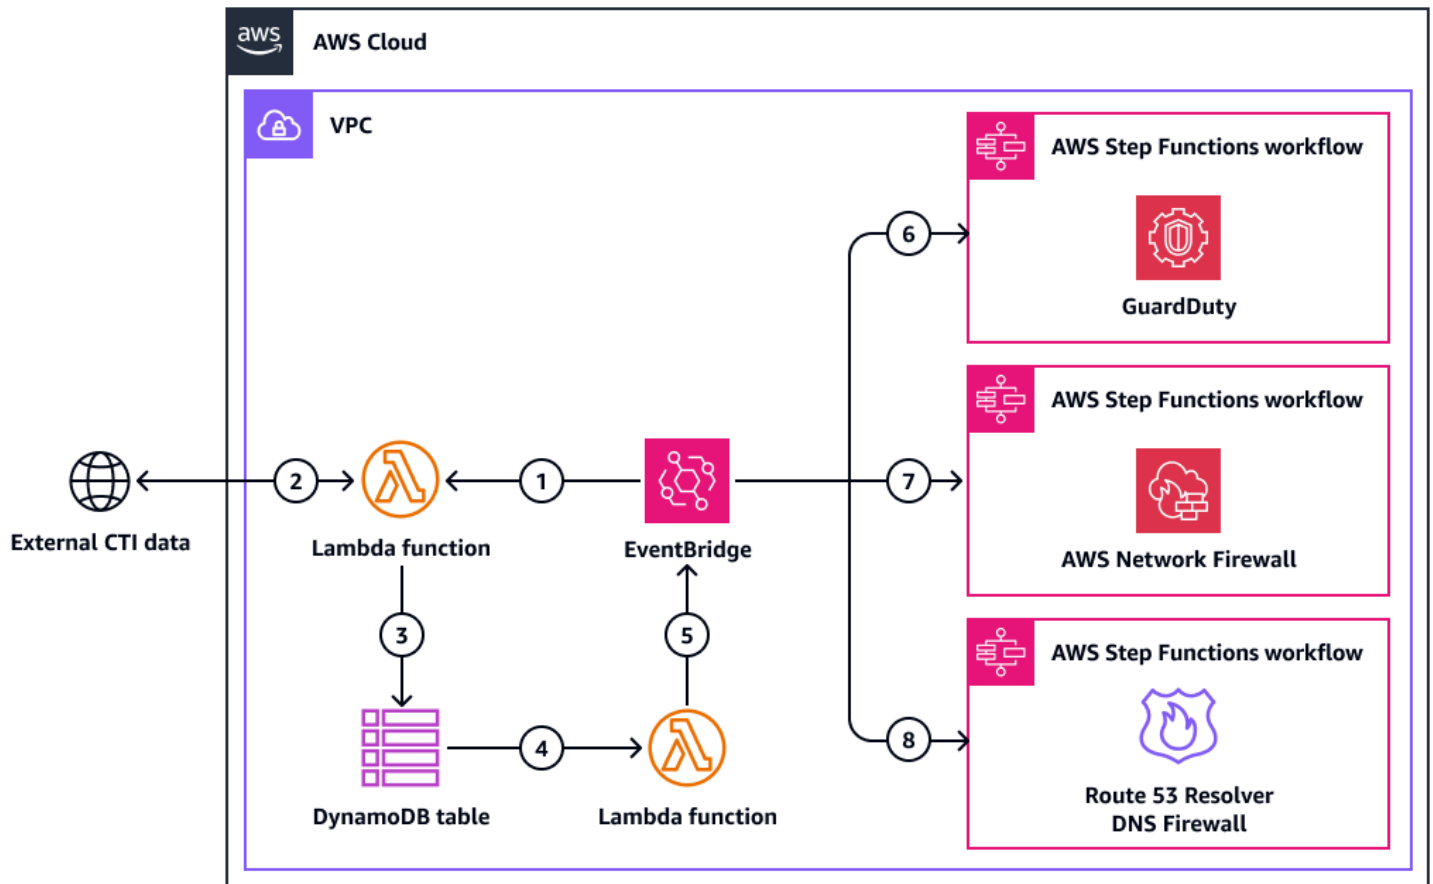 aws
AWS Cloud
VPC
AWS Step Functions workflow
6
GuardDuty
AWS Step Functions workflow
2
1
7
External CTI data
Lambda function
EventBridge
AWS Network Firewall
3
5
AWS Step Functions workflow
4
8
DynamoDB table
Lambda function
Route 53 Resolver
DNS Firewall